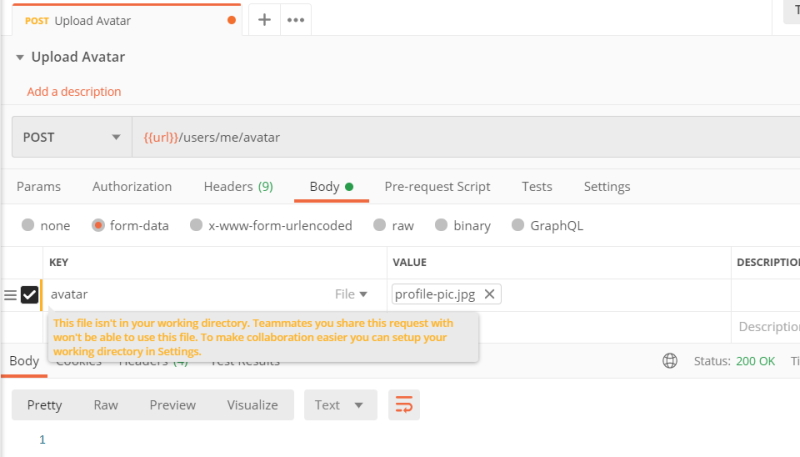 POST Upload Avatar
Upload Avatar
Add a description
POST {{url}}/users/me/avatar
Params Authorization Headers (9) Body Pre-request Script Tests Settings
none form-data x-www-form-urlencoded raw binary GraphQL
KEY VALUE DESCRIPTIO
avatar File profile-pic.jpg
This file isn't in your working directory. Teammates you share this request with
won't be able to use this file. To make collaboration easier you can setup your
working directory in Settings.
Description
Body Cookies Headers (4) Test Results Status: 200 OK Ti
Pretty Raw Preview Visualize Text
1